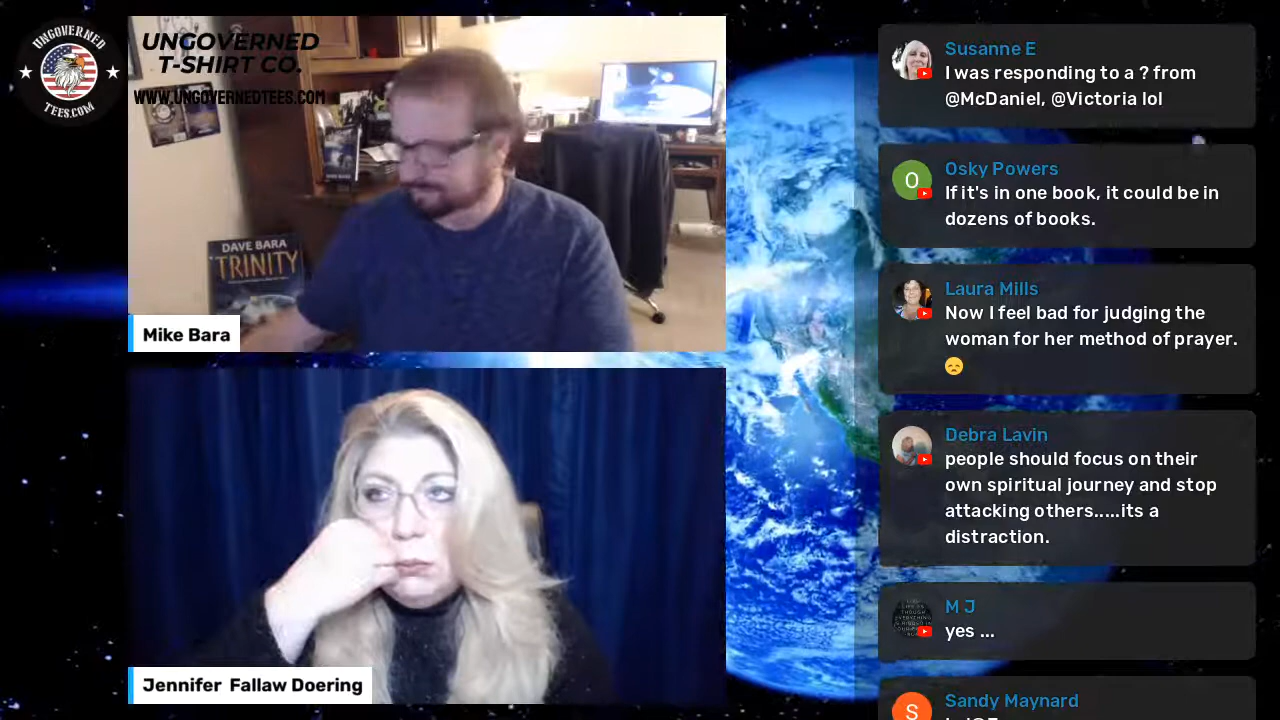 UNGOVERNED
TEES.COM
UNGOVERNED
T-SHIRT CO.
WWW.UNGOVERNEDTEES.COM
DAVE BARA
TRINITY
Mike Bara
Jennifer Fallaw Doering
Susanne E
I was responding to a ? from
@McDaniel, @Victoria lol
O
Osky Powers
If it's in one book, it could be in
dozens of books.
Laura Mills
Now I feel bad for judging the
woman for her method of prayer.
😞
Debra Lavin
people should focus on their
own spiritual journey and stop
attacking others.....its a
distraction.
M J
yes ...
S
Sandy Maynard